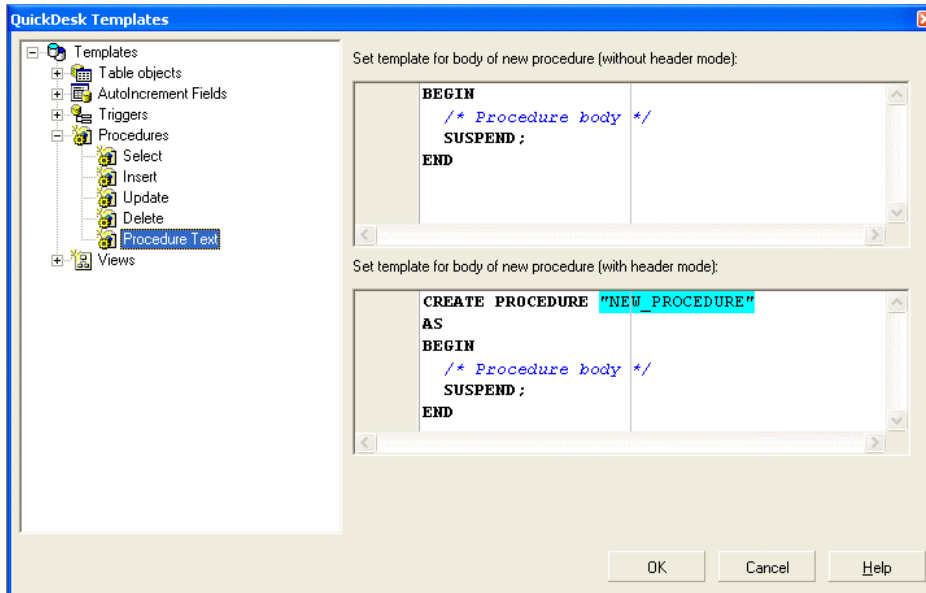 QuickDesk Templates
Templates
Table objects
AutoIncrement Fields
Triggers
Procedures
Select
Insert
Update
Delete
Procedure Text
Views
Set template for body of new procedure (without header mode):
BEGIN
/* Procedure body */
SUSPEND;
END
Set template for body of new procedure (with header mode):
CREATE PROCEDURE "NEW_PROCEDURE"
AS
BEGIN
/* Procedure body */
SUSPEND;
END
OK Cancel Help